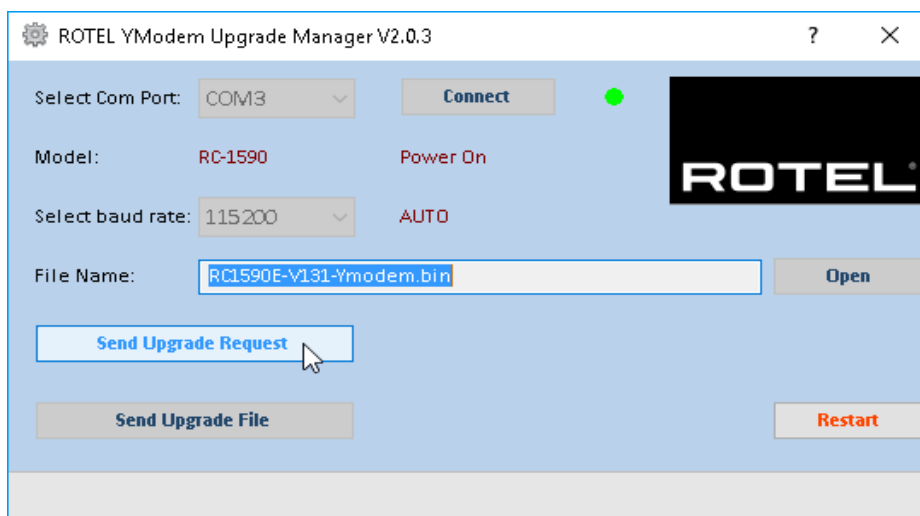 ROTEL YModem Upgrade Manager V2.0.3 ?
Select Com Port: COM3 Connect
Model: RC-1590 Power On
ROTEL
Select baud rate: 115200 AUTO
File Name: RC1590E-V131-Ymodem.bin Open
Send Upgrade Request
Send Upgrade File Restart